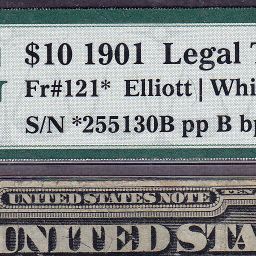 $10 1901 Legal T
Fr#121* Elliott | Whi
S/N *255130B pp B bp
UNITED STATES NOTE
UNITED STA